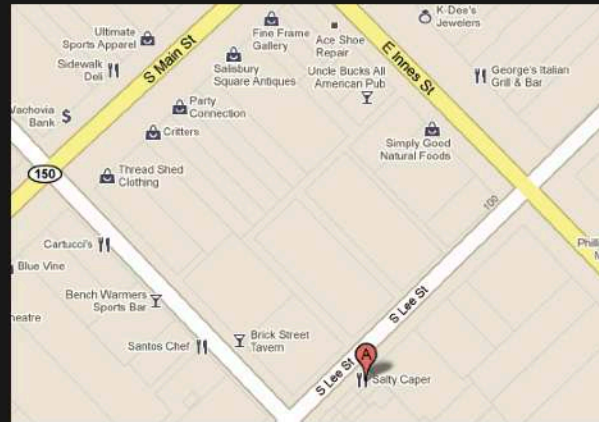 K-Dee's
Jewelers
Ultimate
Sports Apparel
Fine Frame
Gallery
Ace Shoe
Repair
S Main St
E Innes St
Sidewalk
Deli
Salisbury
Square Antiques
Uncle Bucks All
American Pub
George's Italian
Grill & Bar
Wachovia
Bank
$
Party
Connection
Critters
Simply Good
Natural Foods
150
Thread Shed
Clothing
100
Cartucci's
Blue Vine
S Lee St
Bench Warmers
Sports Bar
Santos Chef
Brick Street
Tavern
S Lee St
A
Salty Caper